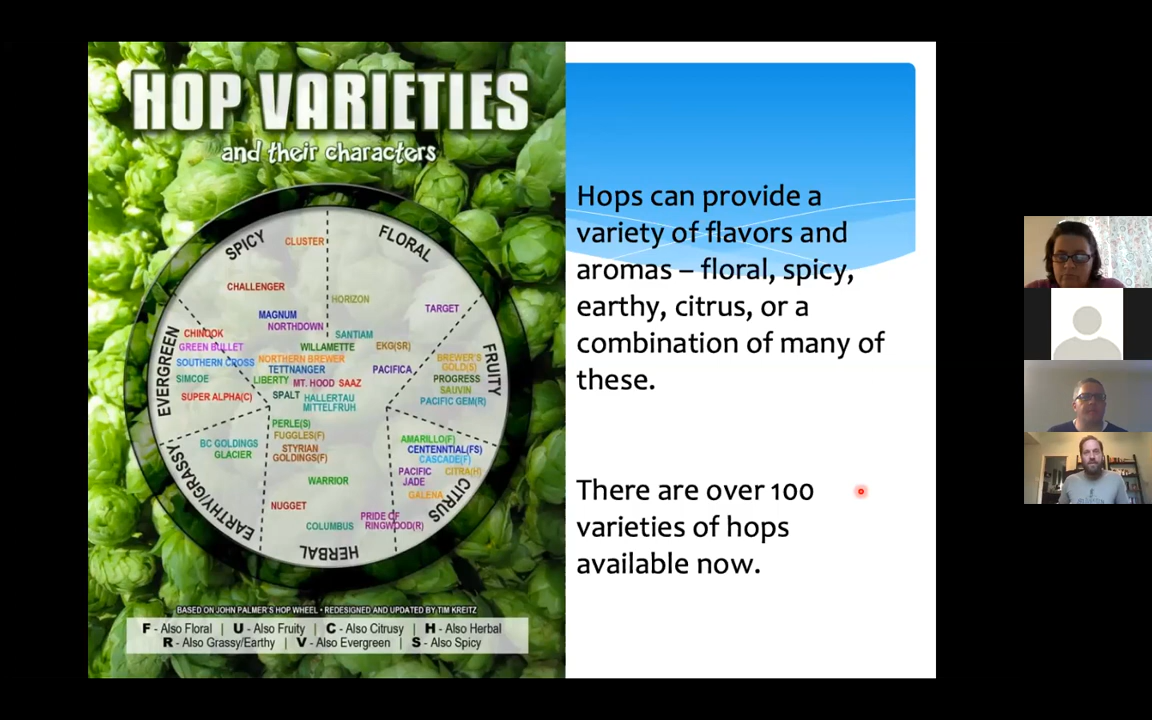 HOP VARIETIES
and their characters
SPICY
FLORAL
FRUITY
CITRUS
HERBAL
EARTHY/GRASSY
EVERGREEN
CLUSTER
CHALLENGER
HORIZON
TARGET
MAGNUM
NORTHDOWN
SANTIAM
CHINOOK
GREEN BULLET
WILLAMETTE
EKG(SR)
SOUTHERN CROSS
NORTHERN BREWER
BREWER'S
GOLD(S)
TETTNANGER
PACIFICA
SIMCOE
LIBERTY
MT. HOOD
SAAZ
PROGRESS
SAUVIN
SUPER ALPHA(C)
SPALT
HALLERTAU
MITTELFRUH
PACIFIC GEM(R)
PERLE(S)
FUGGLES(F)
BC GOLDINGS
GLACIER
STYRIAN
GOLDINGS(F)
AMARILLO(F)
CENTENNTIAL(FS)
CASCADE(F)
PACIFIC
JADE
CITRA(H)
WARRIOR
GALENA
NUGGET
COLUMBUS
PRIDE OF
RINGWOOD(R)
BASED ON JOHN PALMER'S HOP WHEEL • REDESIGNED AND UPDATED BY TIM KREITZ
F - Also Floral | U - Also Fruity | C - Also Citrusy | H - Also Herbal
R - Also Grassy/Earthy | V - Also Evergreen | S - Also Spicy
Hops can provide a
variety of flavors and
aromas – floral, spicy,
earthy, citrus, or a
combination of many of
these.
There are over 100
varieties of hops
available now.